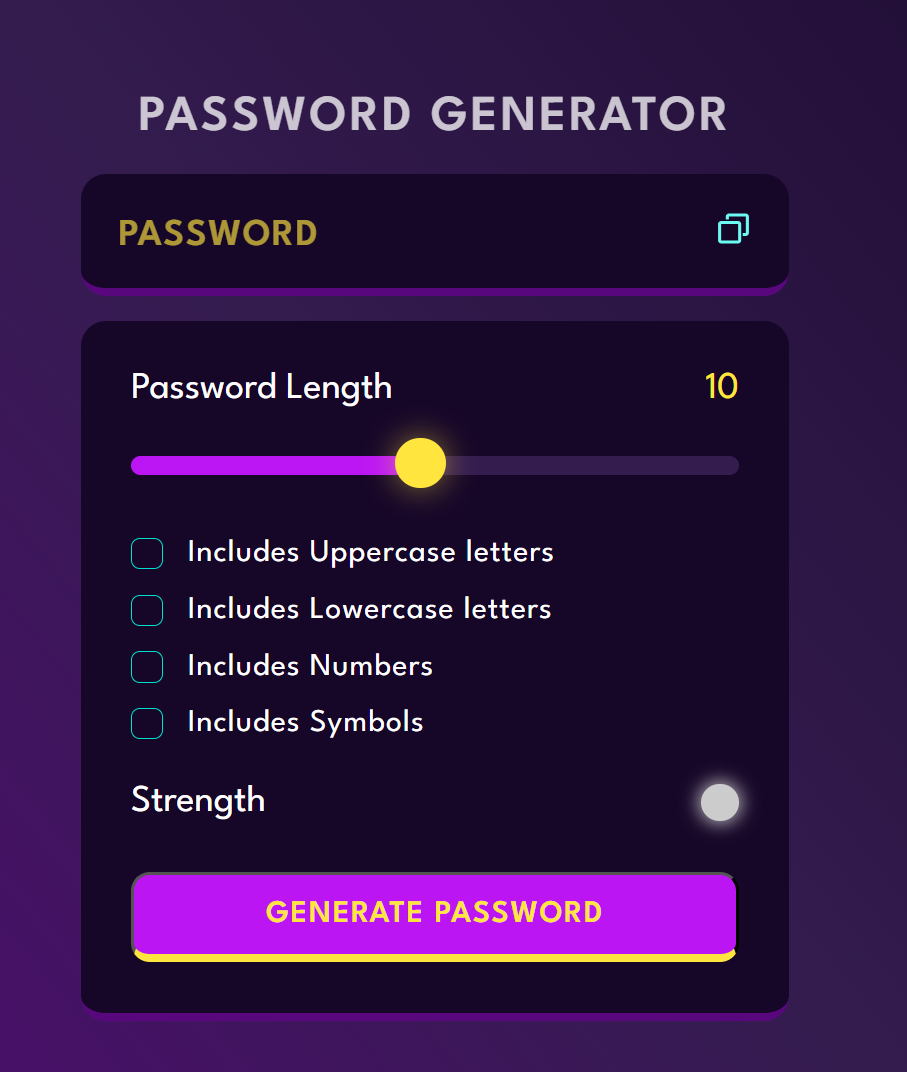 PASSWORD GENERATOR
PASSWORD
Password Length 10
Includes Uppercase letters
Includes Lowercase letters
Includes Numbers
Includes Symbols
Strength
GENERATE PASSWORD